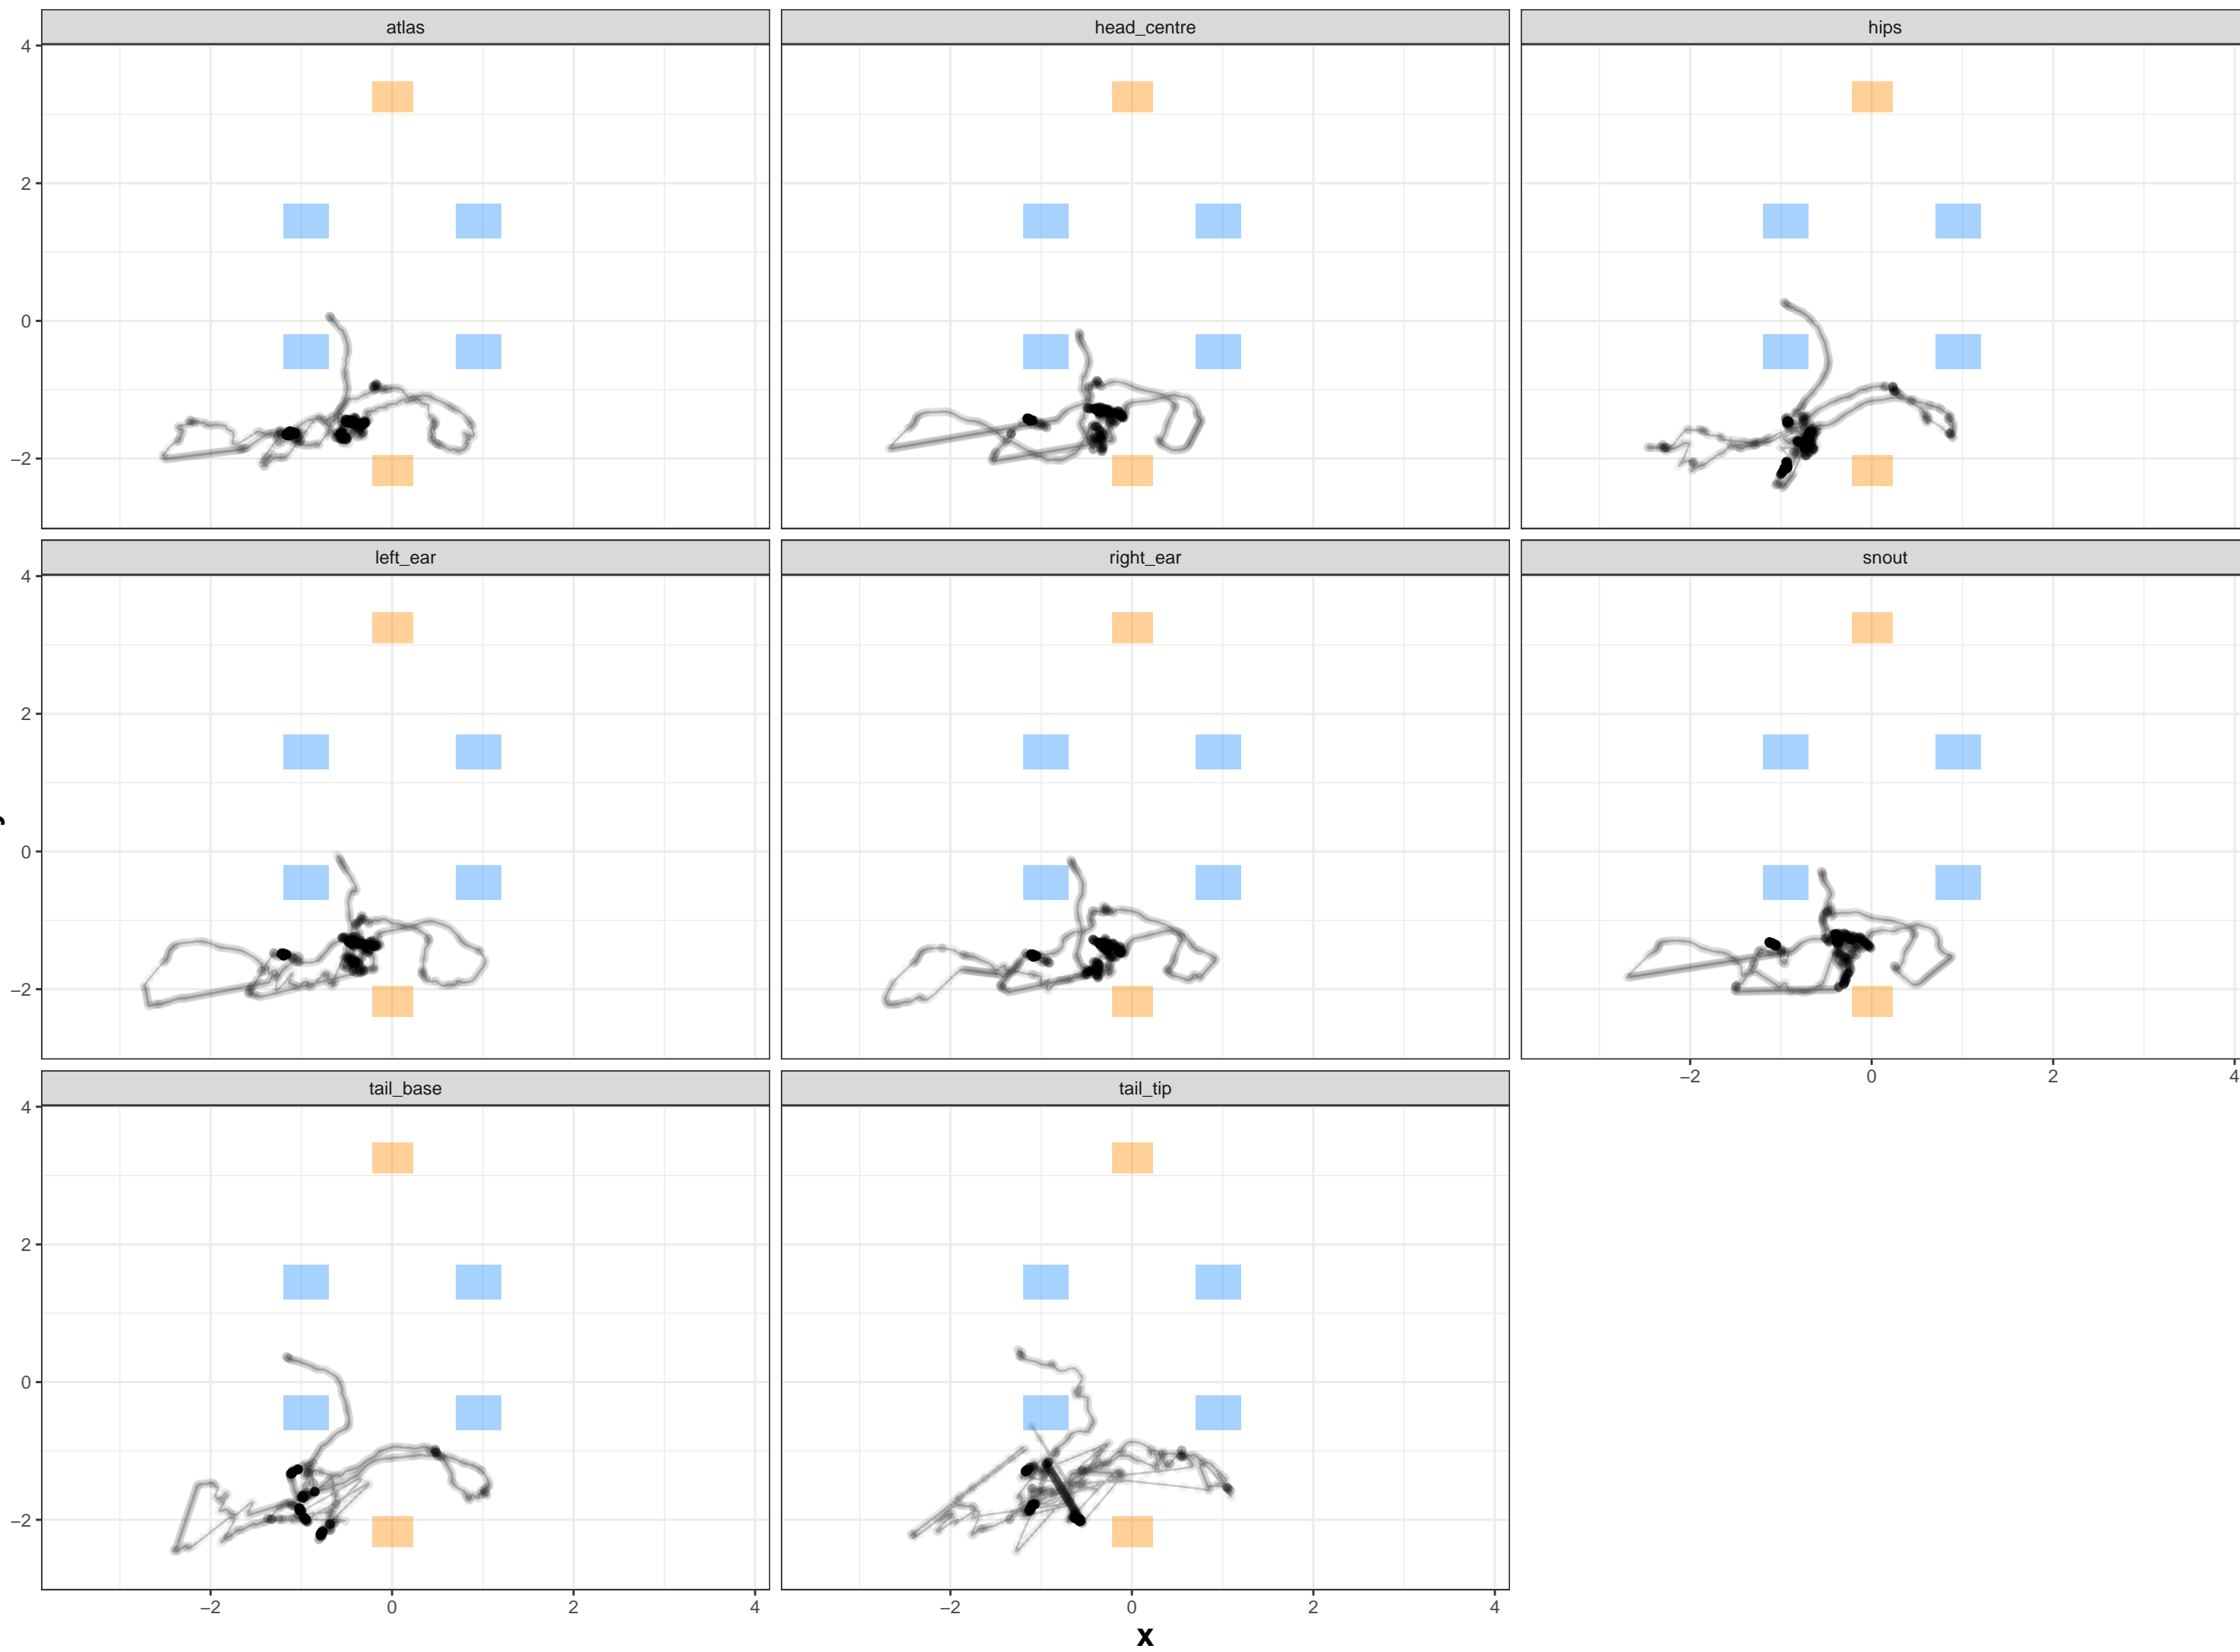 atlas head_centre hips
4
2
0
−2
left_ear right_ear snout
4
2
0
−2
−2 0 2 4
tail_base tail_tip
4
2
0
−2
−2 0 2 4 −2 0 2 4
x